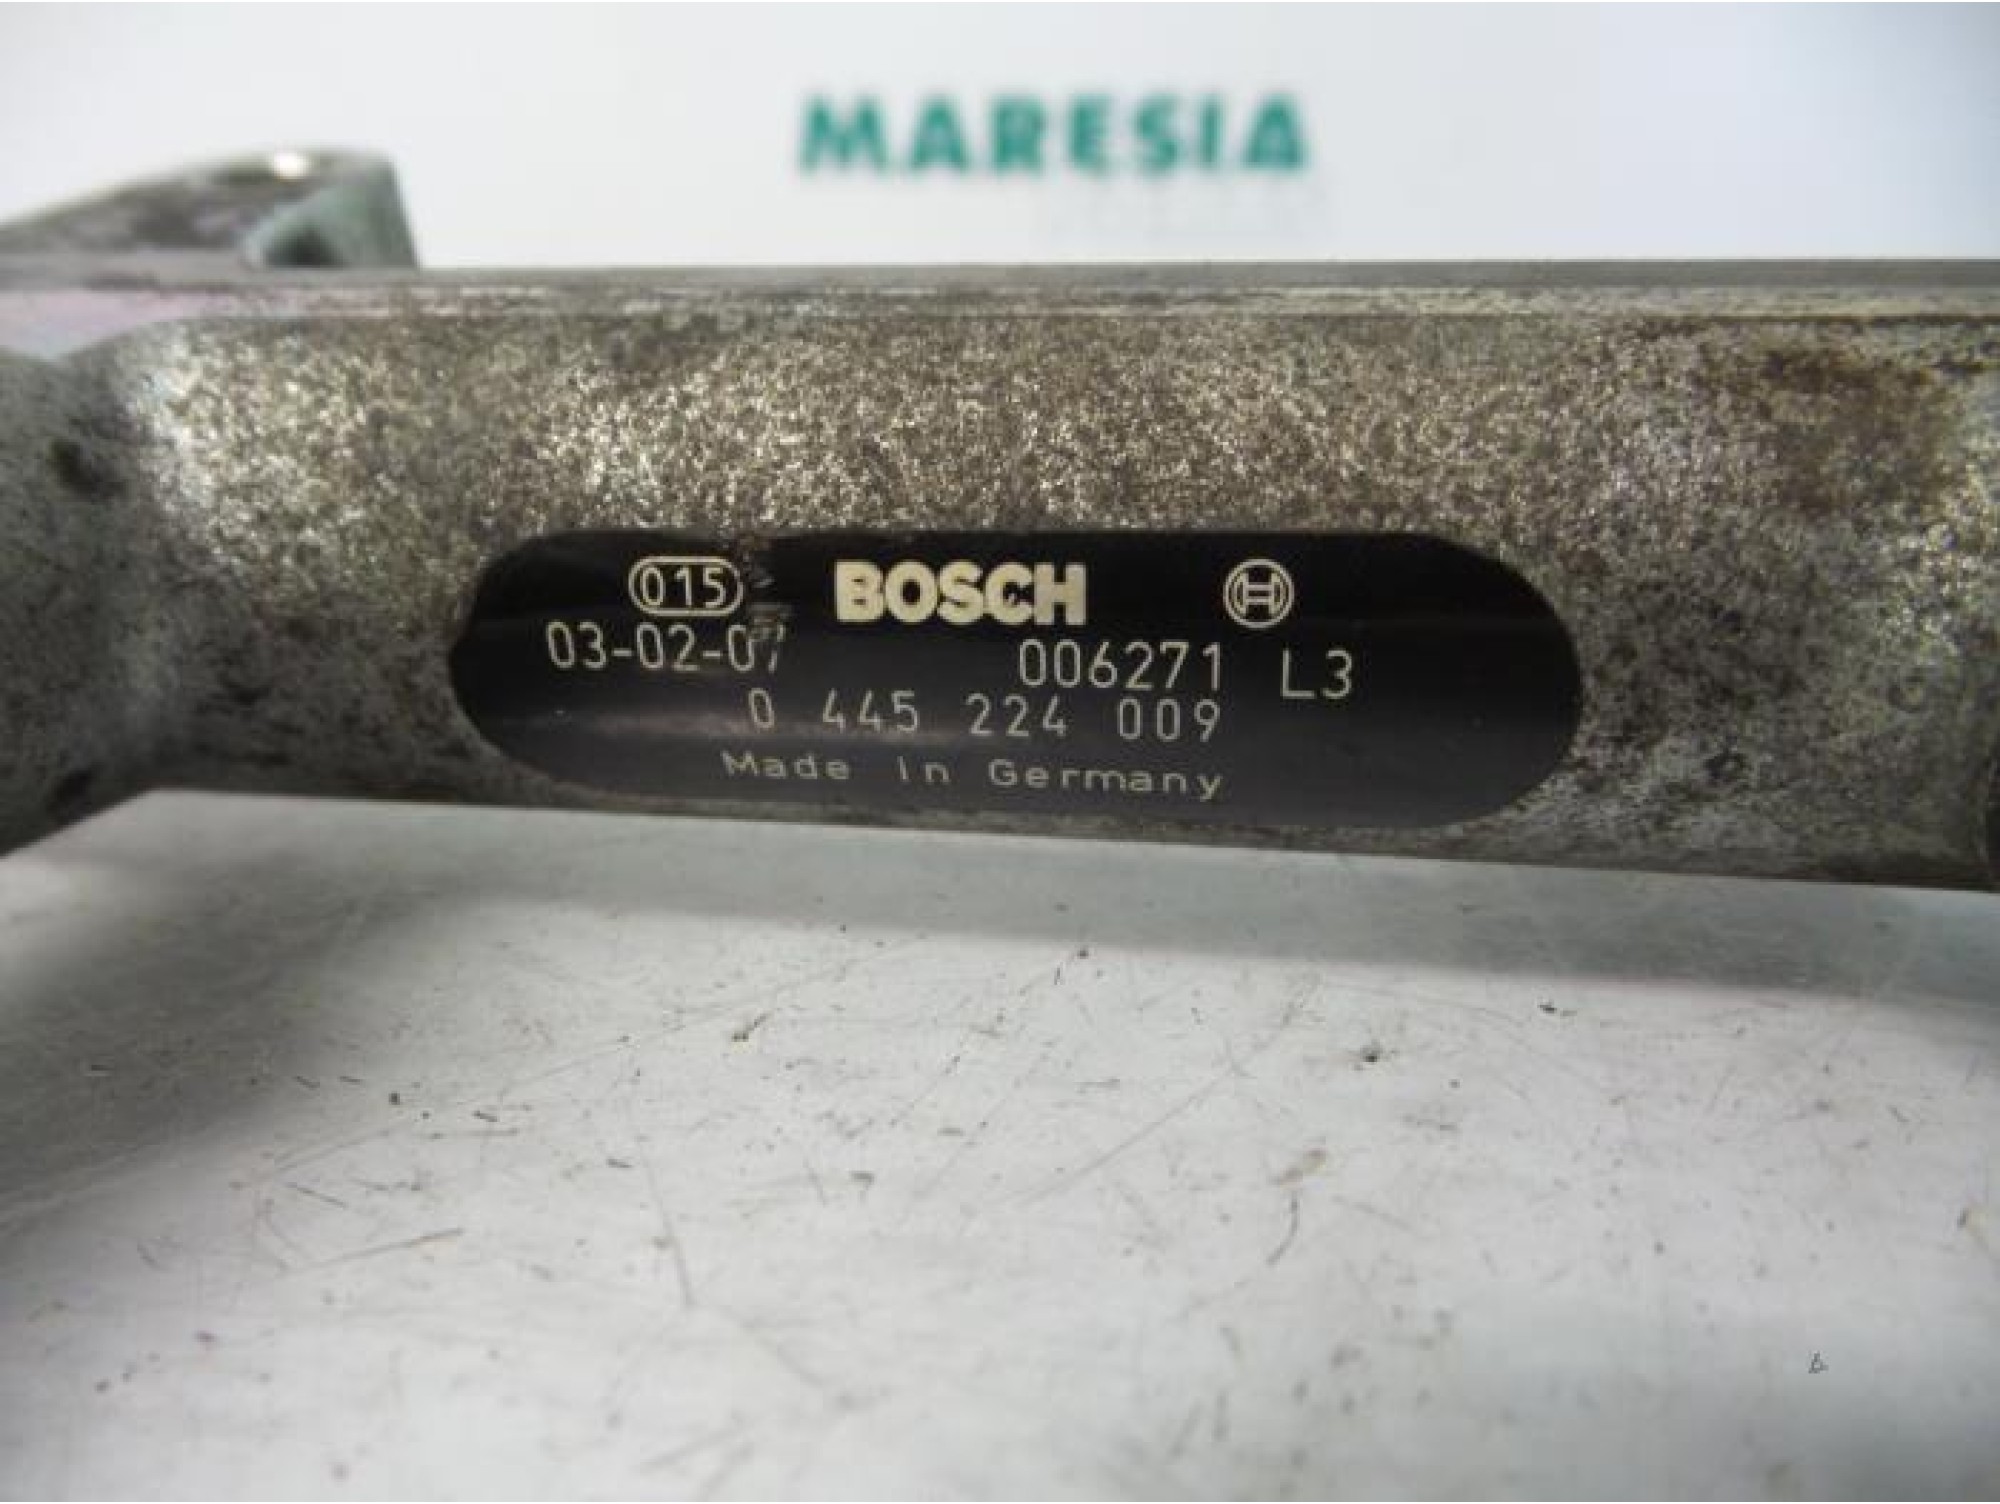 MARESIA
015 BOSCH
03-02-07 006271 L3
0 445 224 009
Made in Germany